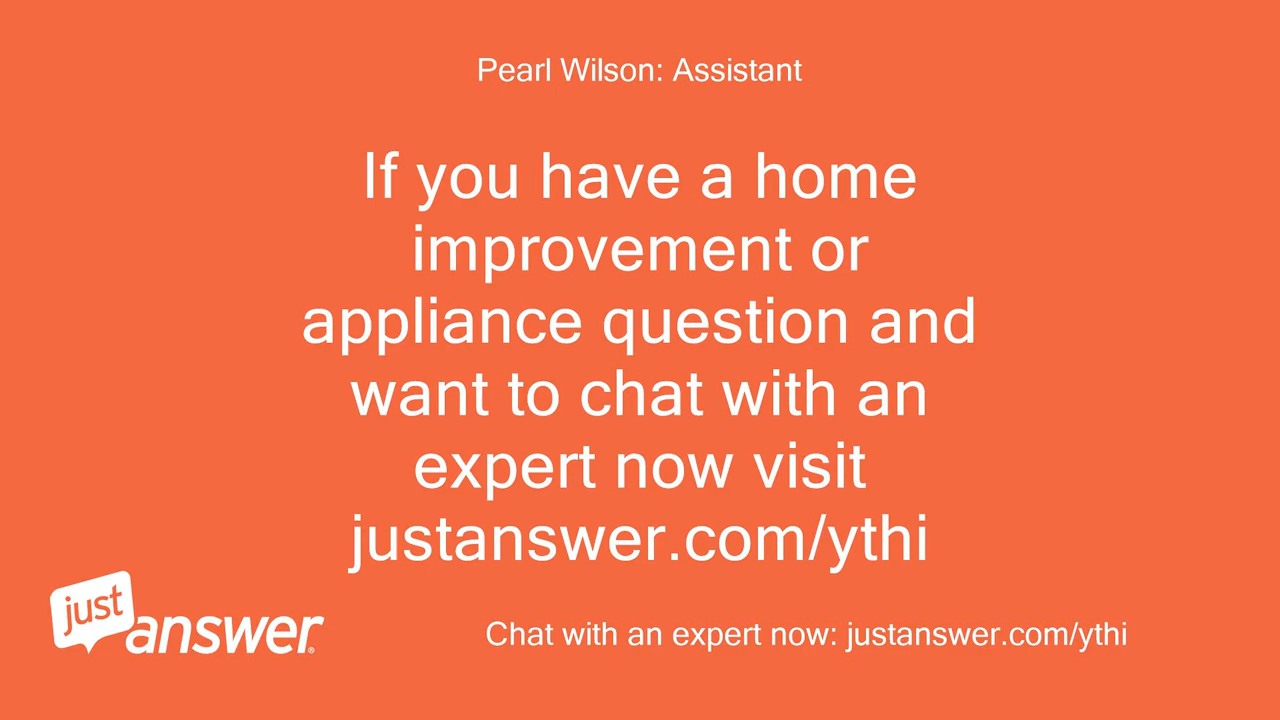 Pearl Wilson: Assistant
If you have a home
improvement or
appliance question and
want to chat with an
expert now visit
justanswer.com/ythi
just
answer®
Chat with an expert now: justanswer.com/ythi